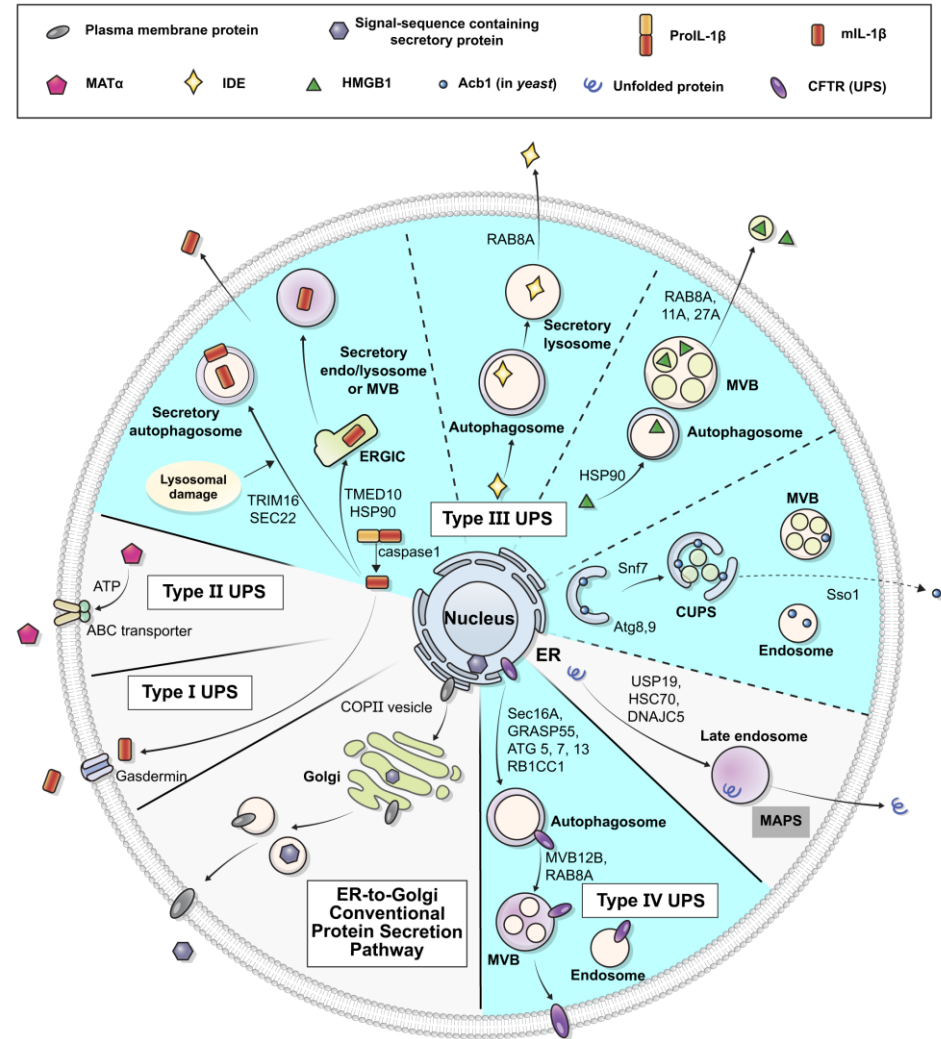 Plasma membrane protein
Signal-sequence containing
secretory protein
ProIL-1β
mIL-1β
MATα
IDE
HMGB1
Acb1 (in yeast)
Unfolded protein
CFTR (UPS)
RAB8A
RAB8A,
11A, 27A
Secretory
lysosome
MVB
Secretory
endo/lysosome
or MVB
Autophagosome
Autophagosome
Secretory
autophagosome
ERGIC
HSP90
Lysosomal
damage
TRIM16
SEC22
TMED10
HSP90
Type III UPS
MVB
caspase1
Snf7
CUPS
Sso1
ATP
Type II UPS
Nucleus
Atg8,9
Endosome
ABC transporter
ER
Type I UPS
COPII vesicle
USP19,
HSC70,
DNAJC5
Sec16A,
GRASP55,
ATG 5, 7, 13
RB1CC1
Late endosome
Gasdermin
Golgi
MAPS
Autophagosome
MVB12B,
RAB8A
ER-to-Golgi
Conventional
Protein Secretion
Pathway
Type IV UPS
MVB
Endosome